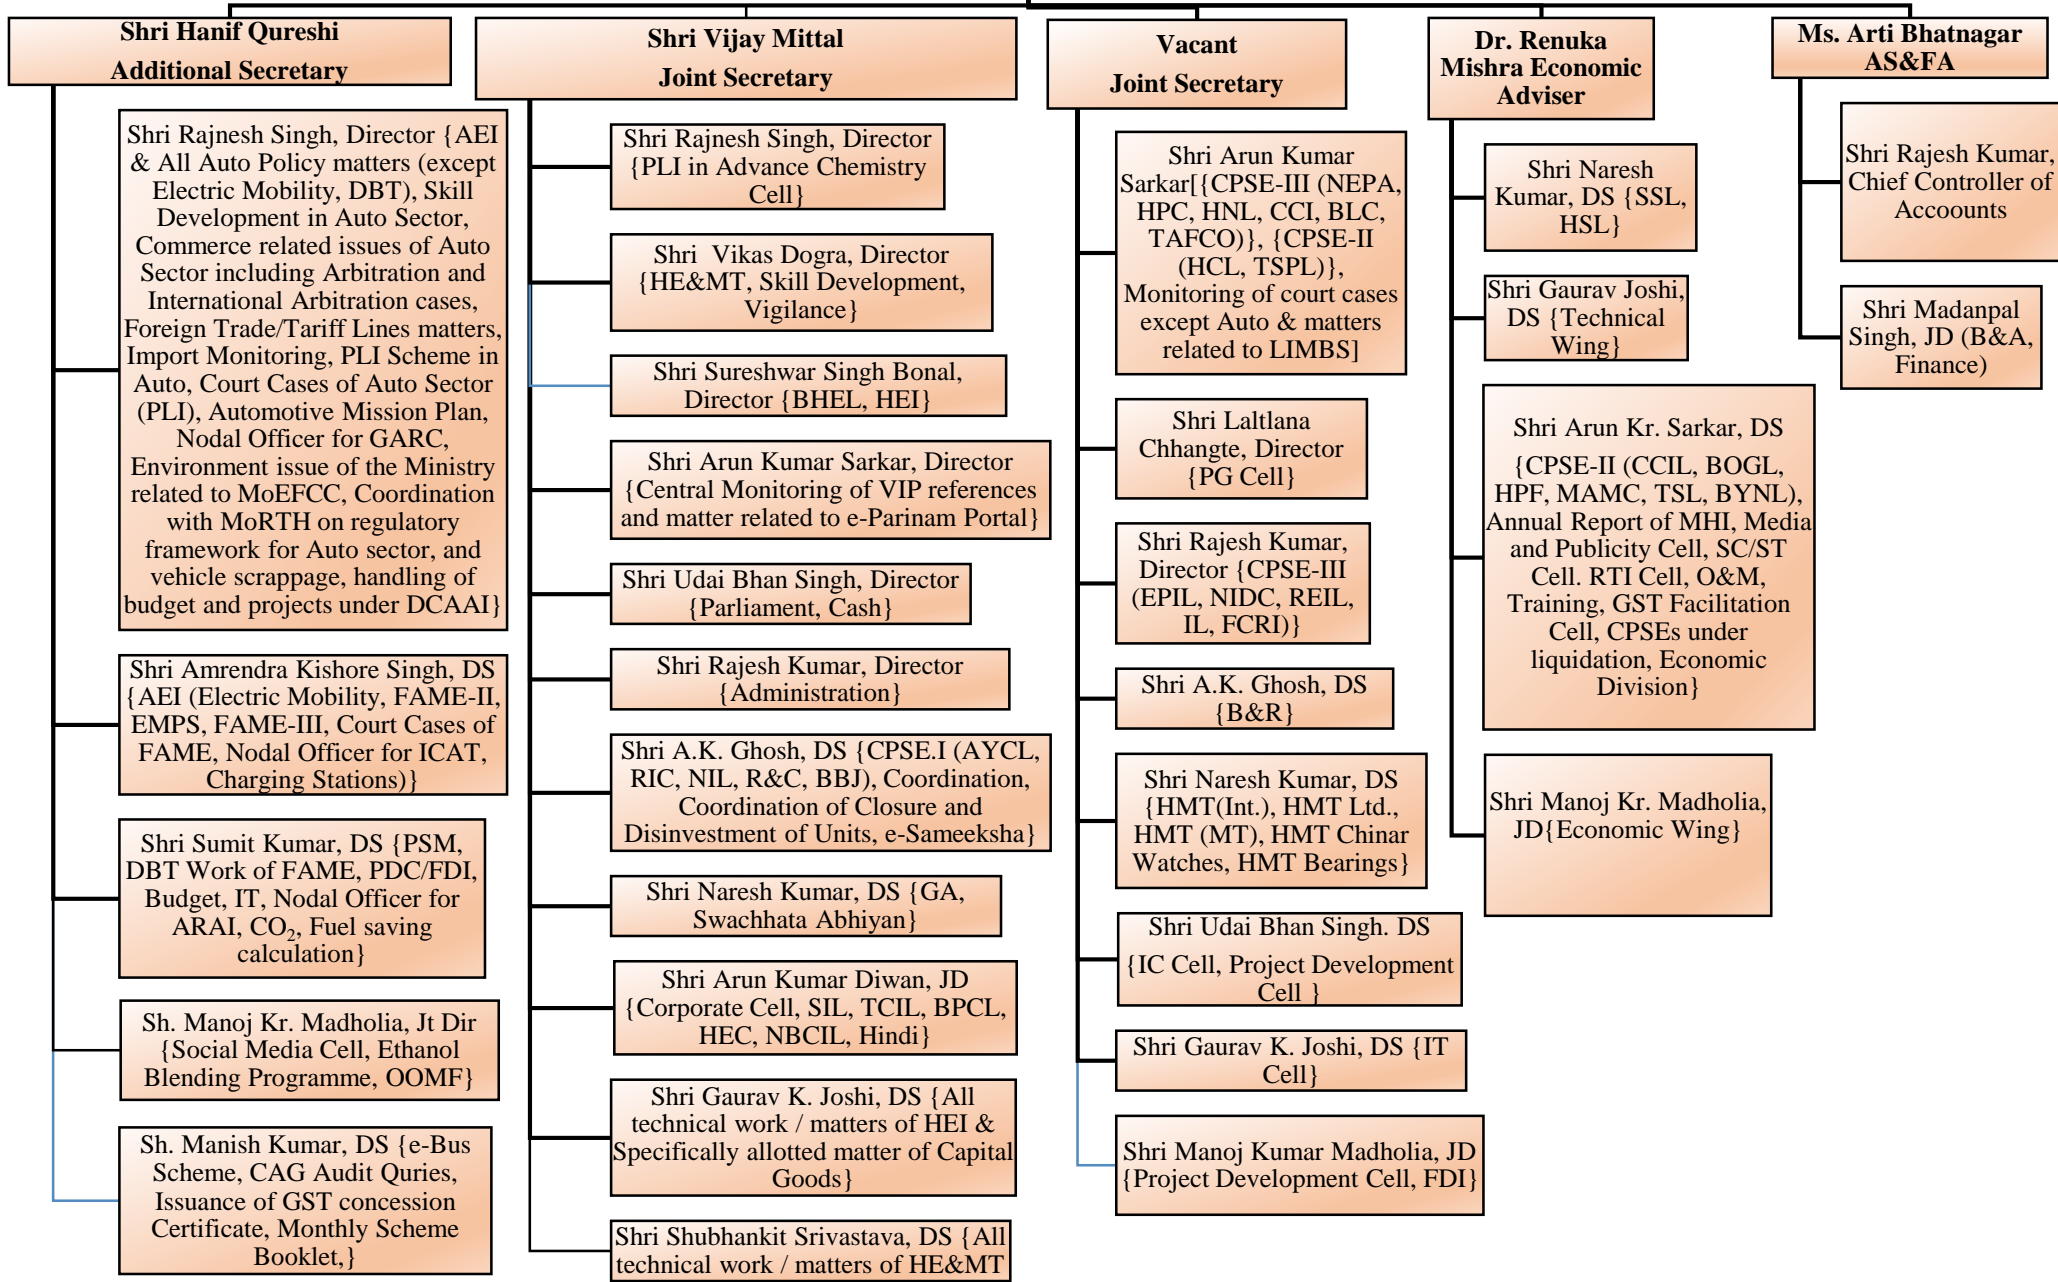 Shri Hanif Qureshi
Additional Secretary
Shri Rajnesh Singh, Director {AEI
& All Auto Policy matters (except
Electric Mobility, DBT), Skill
Development in Auto Sector,
Commerce related issues of Auto
Sector including Arbitration and
International Arbitration cases,
Foreign Trade/Tariff Lines matters,
Import Monitoring, PLI Scheme in
Auto, Court Cases of Auto Sector
(PLI), Automotive Mission Plan,
Nodal Officer for GARC,
Environment issue of the Ministry
related to MoEFCC, Coordination
with MoRTH on regulatory
framework for Auto sector, and
vehicle scrappage, handling of
budget and projects under DCAAI}
Shri Amrendra Kishore Singh, DS
{AEI (Electric Mobility, FAME-II,
EMPS, FAME-III, Court Cases of
FAME, Nodal Officer for ICAT,
Charging Stations)}
Shri Sumit Kumar, DS {PSM,
DBT Work of FAME, PDC/FDI,
Budget, IT, Nodal Officer for
ARAI, CO₂, Fuel saving
calculation}
Sh. Manoj Kr. Madholia, Jt Dir
{Social Media Cell, Ethanol
Blending Programme, OOMF}
Sh. Manish Kumar, DS {e-Bus
Scheme, CAG Audit Quries,
Issuance of GST concession
Certificate, Monthly Scheme
Booklet,}
Shri Vijay Mittal
Joint Secretary
Shri Rajnesh Singh, Director
{PLI in Advance Chemistry
Cell}
Shri Vikas Dogra, Director
{HE&MT, Skill Development,
Vigilance}
Shri Sureshwar Singh Bonal,
Director {BHEL, HEI}
Shri Arun Kumar Sarkar, Director
{Central Monitoring of VIP references
and matter related to e-Parinam Portal}
Shri Udai Bhan Singh, Director
{Parliament, Cash}
Shri Rajesh Kumar, Director
{Administration}
Shri A.K. Ghosh, DS {CPSE.I (AYCL,
RIC, NIL, R&C, BBJ), Coordination,
Coordination of Closure and
Disinvestment of Units, e-Sameeksha}
Shri Naresh Kumar, DS {GA,
Swachhata Abhiyan}
Shri Arun Kumar Diwan, JD
{Corporate Cell, SIL, TCIL, BPCL,
HEC, NBCIL, Hindi}
Shri Gaurav K. Joshi, DS {All
technical work / matters of HEI &
Specifically allotted matter of Capital
Goods}
Shri Shubhankit Srivastava, DS {All
technical work / matters of HE&MT
Vacant
Joint Secretary
Shri Arun Kumar
Sarkar[{CPSE-III (NEPA,
HPC, HNL, CCI, BLC,
TAFCO)}, {CPSE-II
(HCL, TSPL)},
Monitoring of court cases
except Auto & matters
related to LIMBS]
Shri Laltlana
Chhangte, Director
{PG Cell}
Shri Rajesh Kumar,
Director {CPSE-III
(EPIL, NIDC, REIL,
IL, FCRI)}
Shri A.K. Ghosh, DS
{B&R}
Shri Naresh Kumar, DS
{HMT(Int.), HMT Ltd.,
HMT (MT), HMT Chinar
Watches, HMT Bearings}
Shri Udai Bhan Singh. DS
{IC Cell, Project Development
Cell }
Shri Gaurav K. Joshi, DS {IT
Cell}
Shri Manoj Kumar Madholia, JD
{Project Development Cell, FDI}
Dr. Renuka
Mishra Economic
Adviser
Shri Naresh
Kumar, DS {SSL,
HSL}
Shri Gaurav Joshi,
DS {Technical
Wing}
Shri Arun Kr. Sarkar, DS
{CPSE-II (CCIL, BOGL,
HPF, MAMC, TSL, BYNL),
Annual Report of MHI, Media
and Publicity Cell, SC/ST
Cell. RTI Cell, O&M,
Training, GST Facilitation
Cell, CPSEs under
liquidation, Economic
Division}
Shri Manoj Kr. Madholia,
JD{Economic Wing}
Ms. Arti Bhatnagar
AS&FA
Shri Rajesh Kumar,
Chief Controller of
Accoounts
Shri Madanpal
Singh, JD (B&A,
Finance)